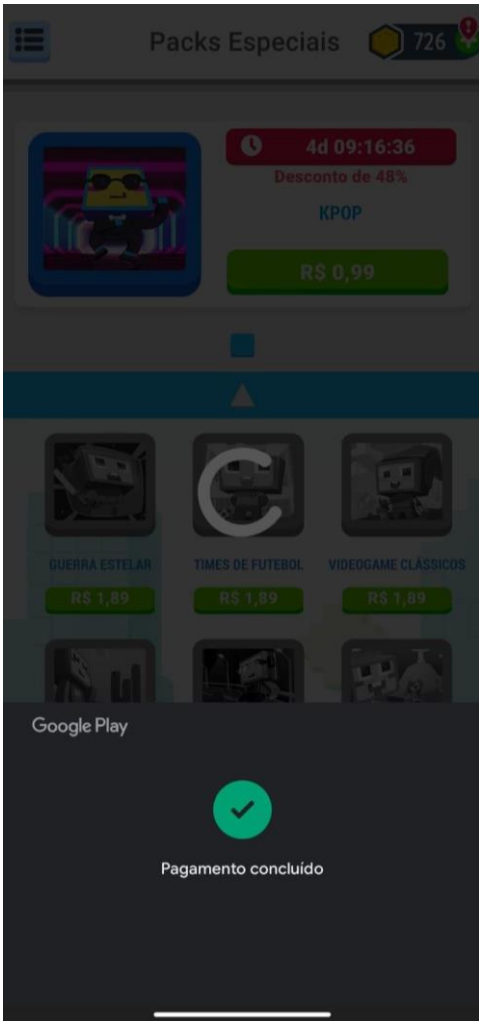 Packs Especiais
726
4d 09:16:36
Desconto de 48%
KPOP
R$ 0,99
GUERRA ESTELAR
TIMES DE FUTEBOL
VIDEOGAME CLÁSSICOS
R$ 1,89
R$ 1,89
R$ 1,89
Google Play
Pagamento concluído